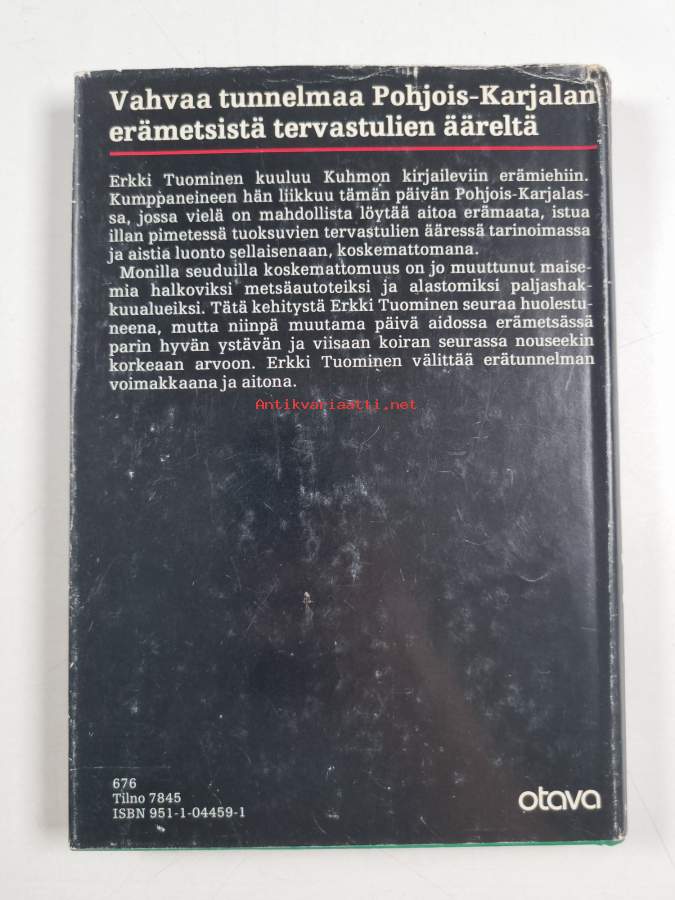 Vahvaa tunnelmaa Pohjois-Karjalan
erämetsistä tervastulien ääreltä
Erkki Tuominen kuuluu Kuhmon kirjaileviin erämiehiin.
Kumppaneineen hän liikkuu tämän päivän Pohjois-Karjalas-
sa, jossa vielä on mahdollista löytää aitoa erämaata, istua
illan pimetessä tuoksuvien tervastulien ääressä tarinoimassa
ja aistia luonto sellaisenaan, koskemattomana.
Monilla seuduilla koskemattomuus on jo muuttunut maise-
mia halkoviksi metsäautoteiksi ja alastomiksi paljashak-
kuualueiksi. Tätä kehitystä Erkki Tuominen seuraa huolestu-
neena, mutta niinpä muutama päivä aidossa erämetsässä
parin hyvän ystävän ja viisaan koiran seurassa nouseekin
korkeaan arvoon. Erkki Tuominen välittää erätunnelman
voimakkaana ja aitona.
Antikvariaatti.net
676
Tilno 7845
ISBN 951-1-04459-1
otava